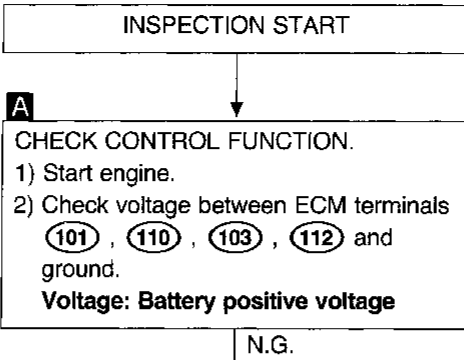 INSPECTION START
A
CHECK CONTROL FUNCTION.
1) Start engine.
2) Check voltage between ECM terminals
101 , 110 , 103 , 112 and
ground.
Voltage: Battery positive voltage
N.G.